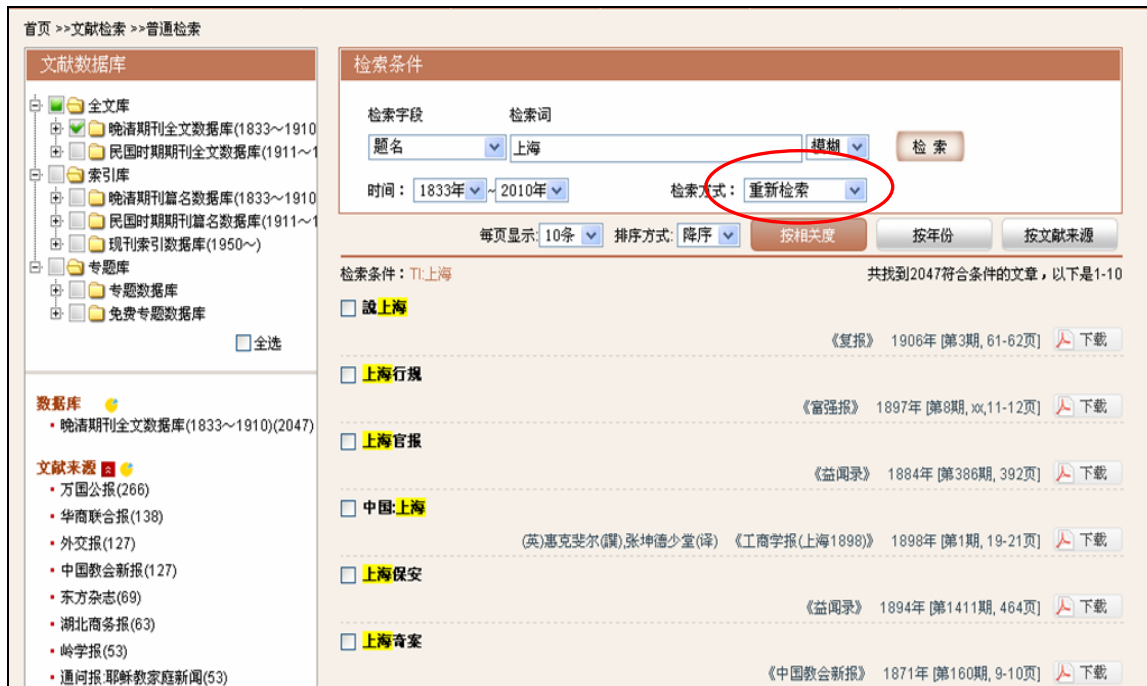 首页 >>文献检索 >>普通检索
文献数据库
全文库
晚清期刊全文数据库(1833～1910
民国时期期刊全文数据库(1911～1
索引库
晚清期刊篇名数据库(1833～1910
民国时期期刊篇名数据库(1911～1
现刊索引数据库(1950～)
专题库
专题数据库
免费专题数据库
全选
数据库
晚清期刊全文数据库(1833～1910)(2047)
文献来源
万国公报(266)
华商联合报(138)
外交报(127)
中国教会新报(127)
东方杂志(69)
湖北商务报(63)
岭学报(53)
通问报:耶稣教家庭新闻(53)
检索条件
检索字段 检索词
题名 上海 模糊 检 索
时间： 1833年 ~ 2010年 检索方式： 重新检索
每页显示: 10条 排序方式: 降序 按相关度 按年份 按文献来源
检索条件：TI:上海 共找到2047符合条件的文章，以下是1-10
說上海
《复报》 1906年 [第3期, 61-62页] 下载
上海行規
《富强报》 1897年 [第8期, xx,11-12页] 下载
上海官报
《益闻录》 1884年 [第386期, 392页] 下载
中国:上海
(英)惠克斐尔(譔),张坤德少堂(译) 《工商学报(上海1898)》 1898年 [第1期, 19-21页] 下载
上海保安
《益闻录》 1894年 [第1411期, 464页] 下载
上海奇案
《中国教会新报》 1871年 [第160期, 9-10页] 下载